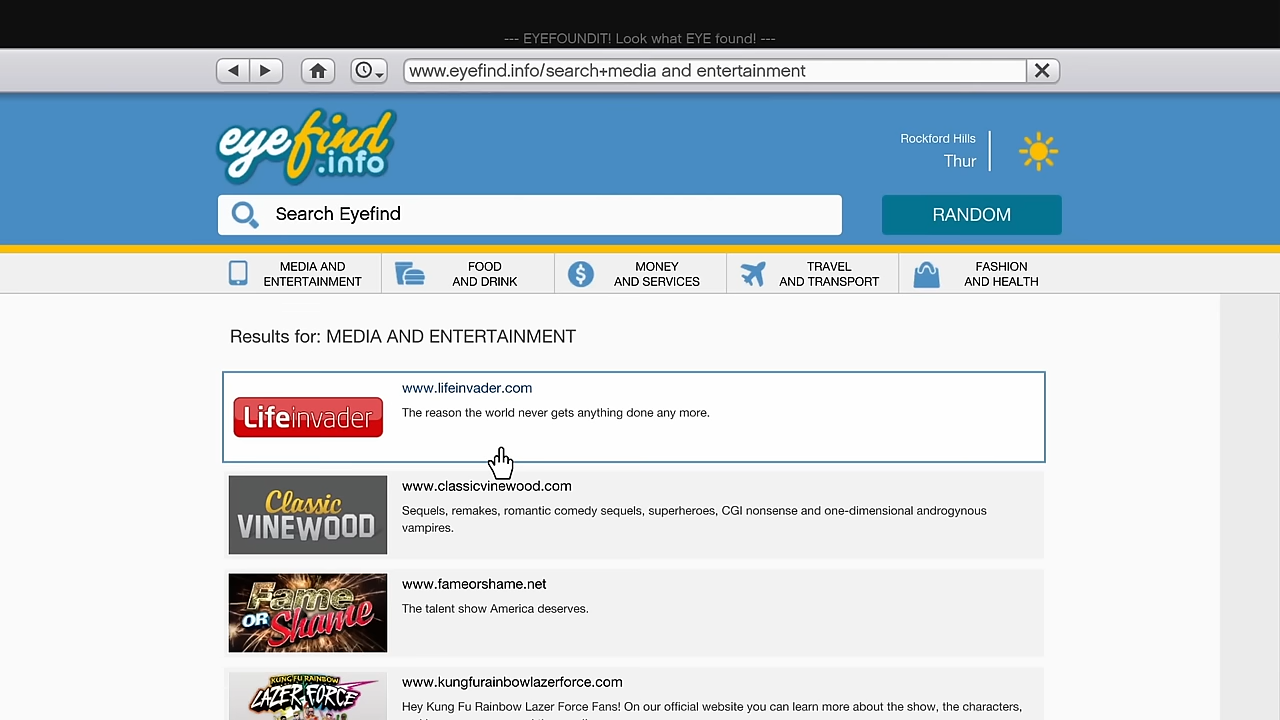 --- EYEFOUNDIT! Look what EYE found! ---
www.eyefind.info/search+media and entertainment
eyefind
.info
Rockford Hills
Thur
Search Eyefind
RANDOM
MEDIA AND
ENTERTAINMENT
FOOD
AND DRINK
MONEY
AND SERVICES
TRAVEL
AND TRANSPORT
FASHION
AND HEALTH
Results for: MEDIA AND ENTERTAINMENT
Lifeinvader
www.lifeinvader.com
The reason the world never gets anything done any more.
Classic
VINEWOOD
www.classicvinewood.com
Sequels, remakes, romantic comedy sequels, superheroes, CGI nonsense and one-dimensional androgynous
vampires.
Fame
OR Shame
www.fameorshame.net
The talent show America deserves.
KUNG FU RAINBOW
LAZER FORCE
www.kungfurainbowlazerforce.com
Hey Kung Fu Rainbow Lazer Force Fans! On our official website you can learn more about the show, the characters,